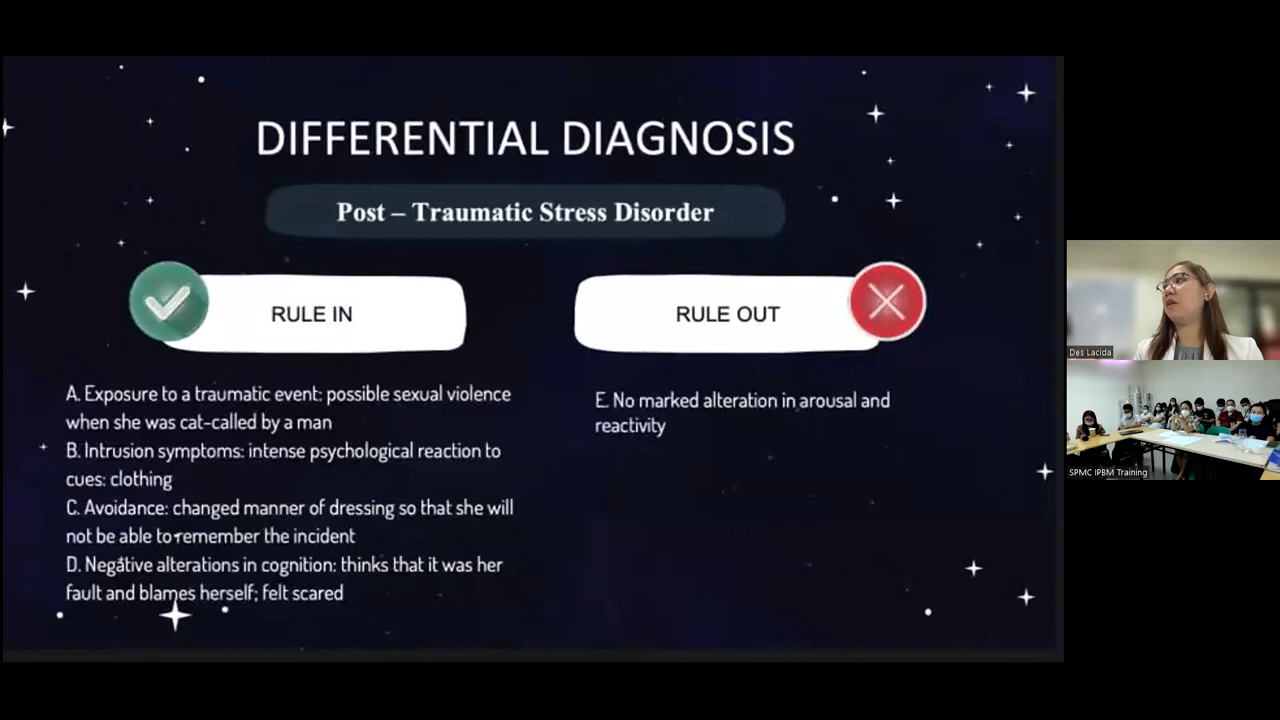 DIFFERENTIAL DIAGNOSIS
Post – Traumatic Stress Disorder
RULE IN
A. Exposure to a traumatic event: possible sexual violence
when she was cat-called by a man
B. Intrusion symptoms: intense psychological reaction to
cues: clothing
C. Avoidance: changed manner of dressing so that she will
not be able to remember the incident
D. Negative alterations in cognition: thinks that it was her
fault and blames herself; felt scared
RULE OUT
E. No marked alteration in arousal and
reactivity
Des Lacida
SPMC IPBM Training